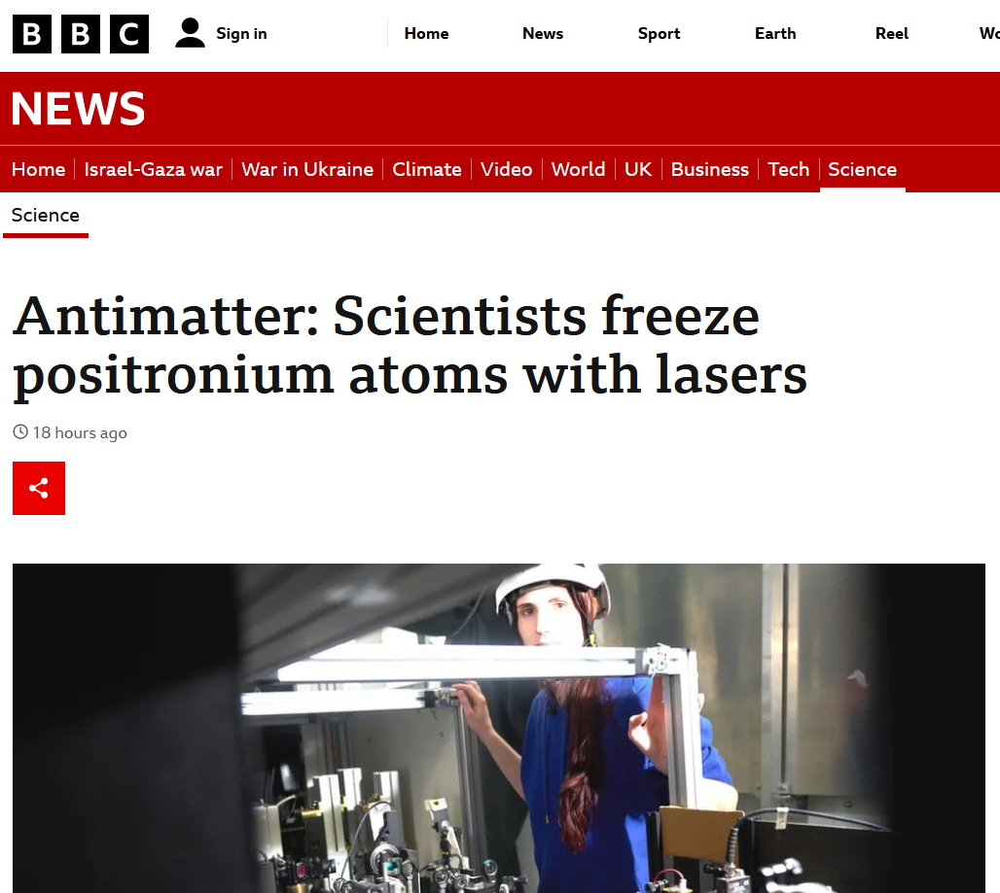 BBC Sign in Home News Sport Earth Reel Wo
NEWS
Home Israel-Gaza war War in Ukraine Climate Video World UK Business Tech Science
Science
Antimatter: Scientists freeze
positronium atoms with lasers
18 hours ago